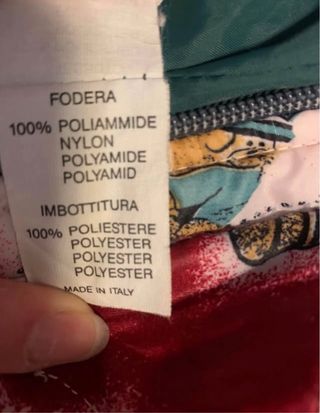 FODERA
100% POLIAMMIDE
NYLON
POLYAMIDE
POLYAMID
IMBOTTITURA
100% POLIESTERE
POLYESTER
POLYESTER
POLYESTER
MADE IN ITALY